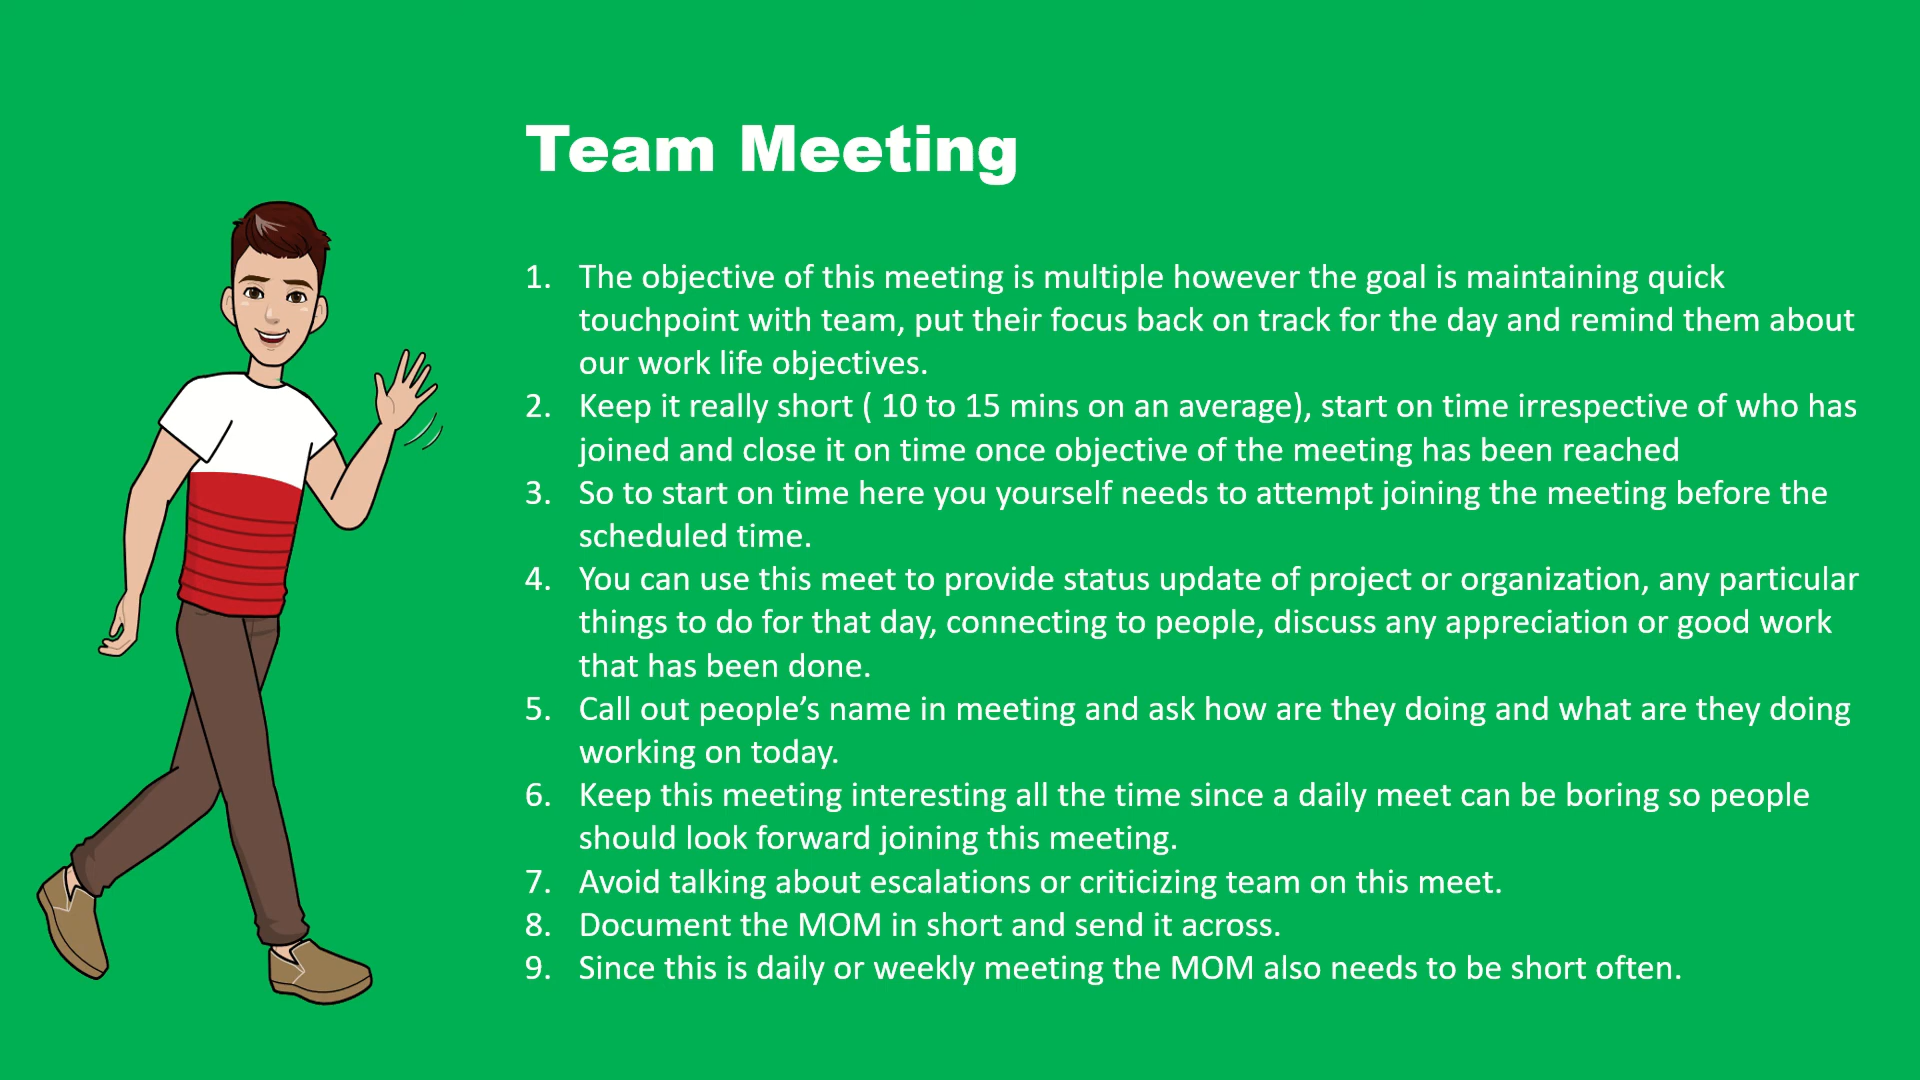 Team Meeting
1. The objective of this meeting is multiple however the goal is maintaining quick
touchpoint with team, put their focus back on track for the day and remind them about
our work life objectives.
2. Keep it really short ( 10 to 15 mins on an average), start on time irrespective of who has
joined and close it on time once objective of the meeting has been reached
3. So to start on time here you yourself needs to attempt joining the meeting before the
scheduled time.
4. You can use this meet to provide status update of project or organization, any particular
things to do for that day, connecting to people, discuss any appreciation or good work
that has been done.
5. Call out people’s name in meeting and ask how are they doing and what are they doing
working on today.
6. Keep this meeting interesting all the time since a daily meet can be boring so people
should look forward joining this meeting.
7. Avoid talking about escalations or criticizing team on this meet.
8. Document the MOM in short and send it across.
9. Since this is daily or weekly meeting the MOM also needs to be short often.